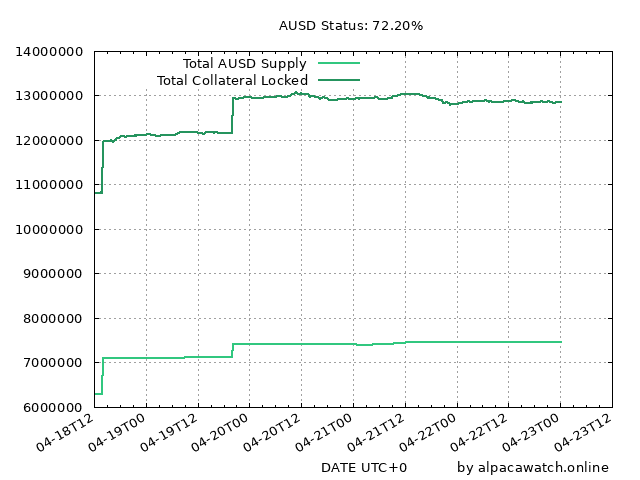 AUSD Status: 72.20%
14000000
Total AUSD Supply
Total Collateral Locked
13000000
12000000
11000000
10000000
9000000
8000000
7000000
6000000
04-18T12
04-19T00
04-19T12
04-20T00
04-20T12
04-21T00
04-21T12
04-22T00
04-22T12
04-23T00
04-23T12
DATE UTC+0
by alpacawatch.online